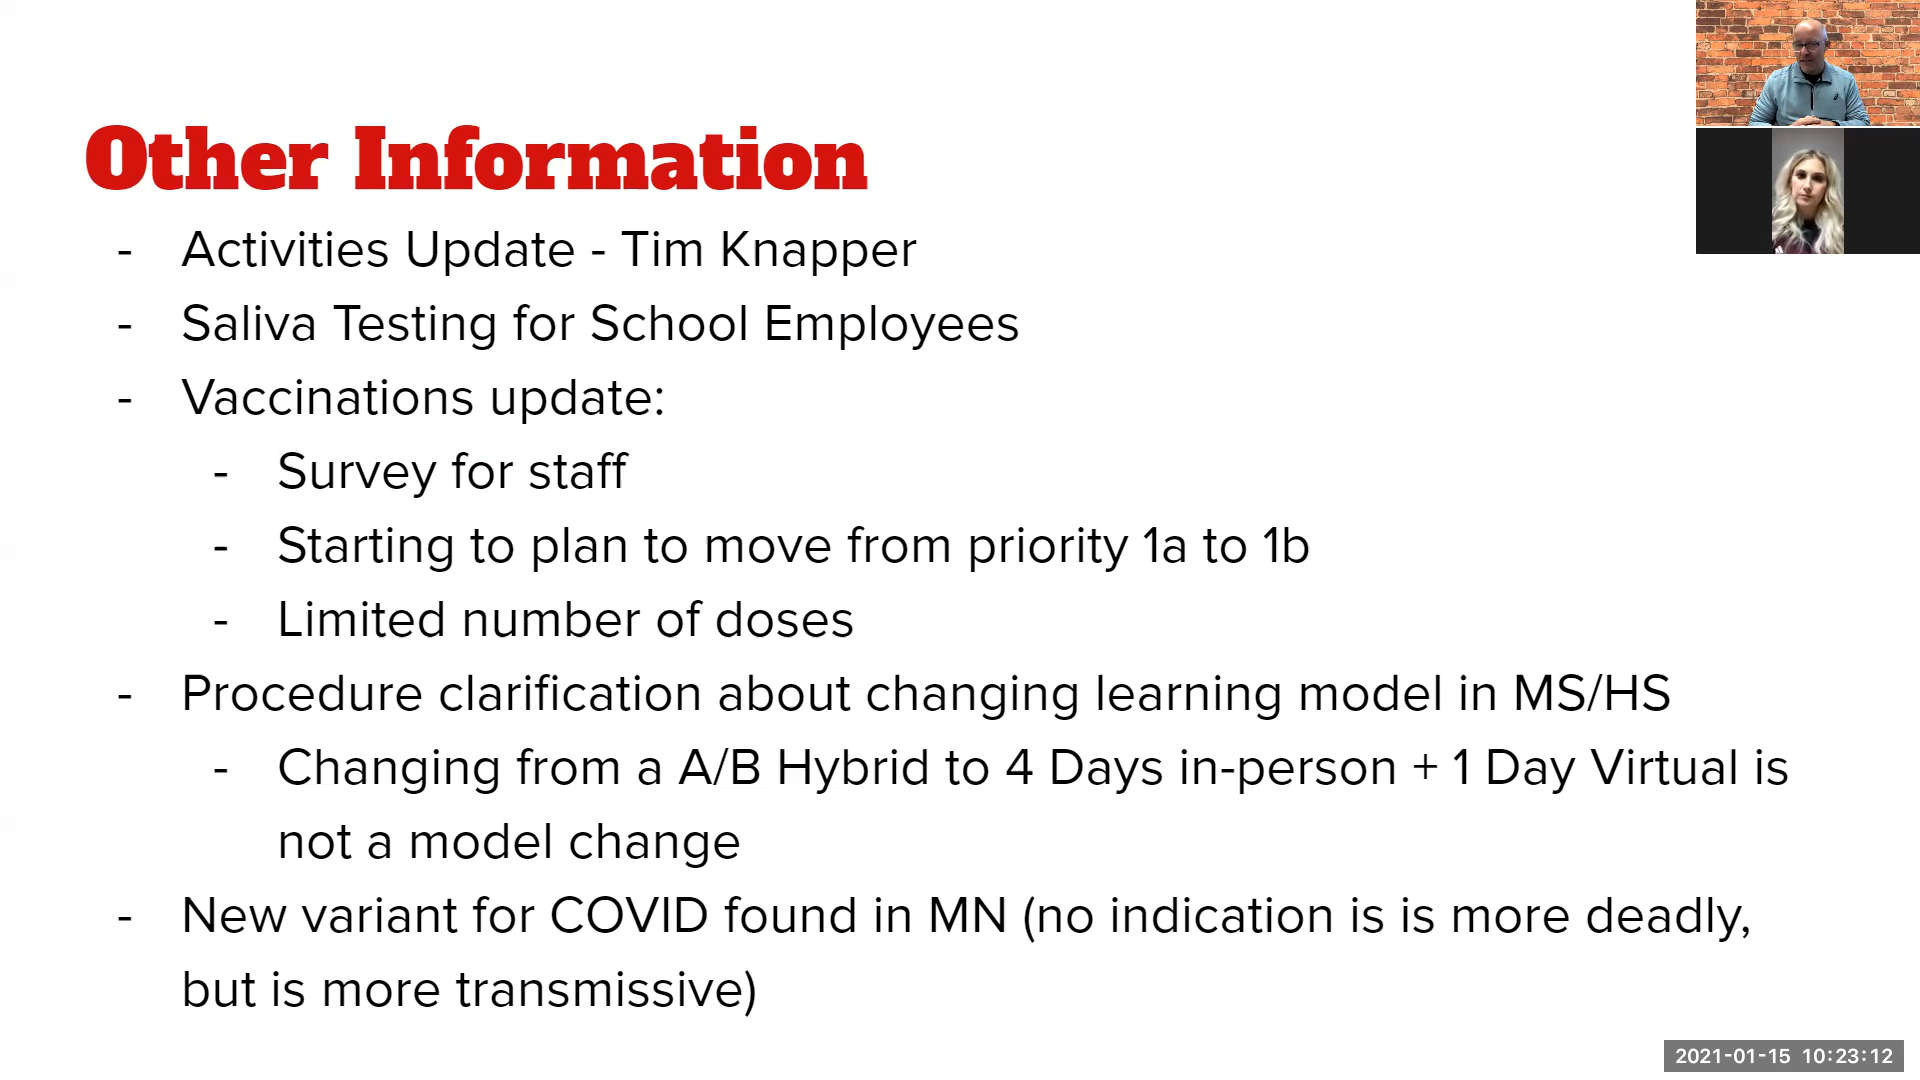 Other Information
- Activities Update - Tim Knapper
- Saliva Testing for School Employees
- Vaccinations update:
- Survey for staff
- Starting to plan to move from priority 1a to 1b
- Limited number of doses
- Procedure clarification about changing learning model in MS/HS
- Changing from a A/B Hybrid to 4 Days in-person + 1 Day Virtual is
not a model change
- New variant for COVID found in MN (no indication is is more deadly,
but is more transmissive)
2021-01-15 10:23:12